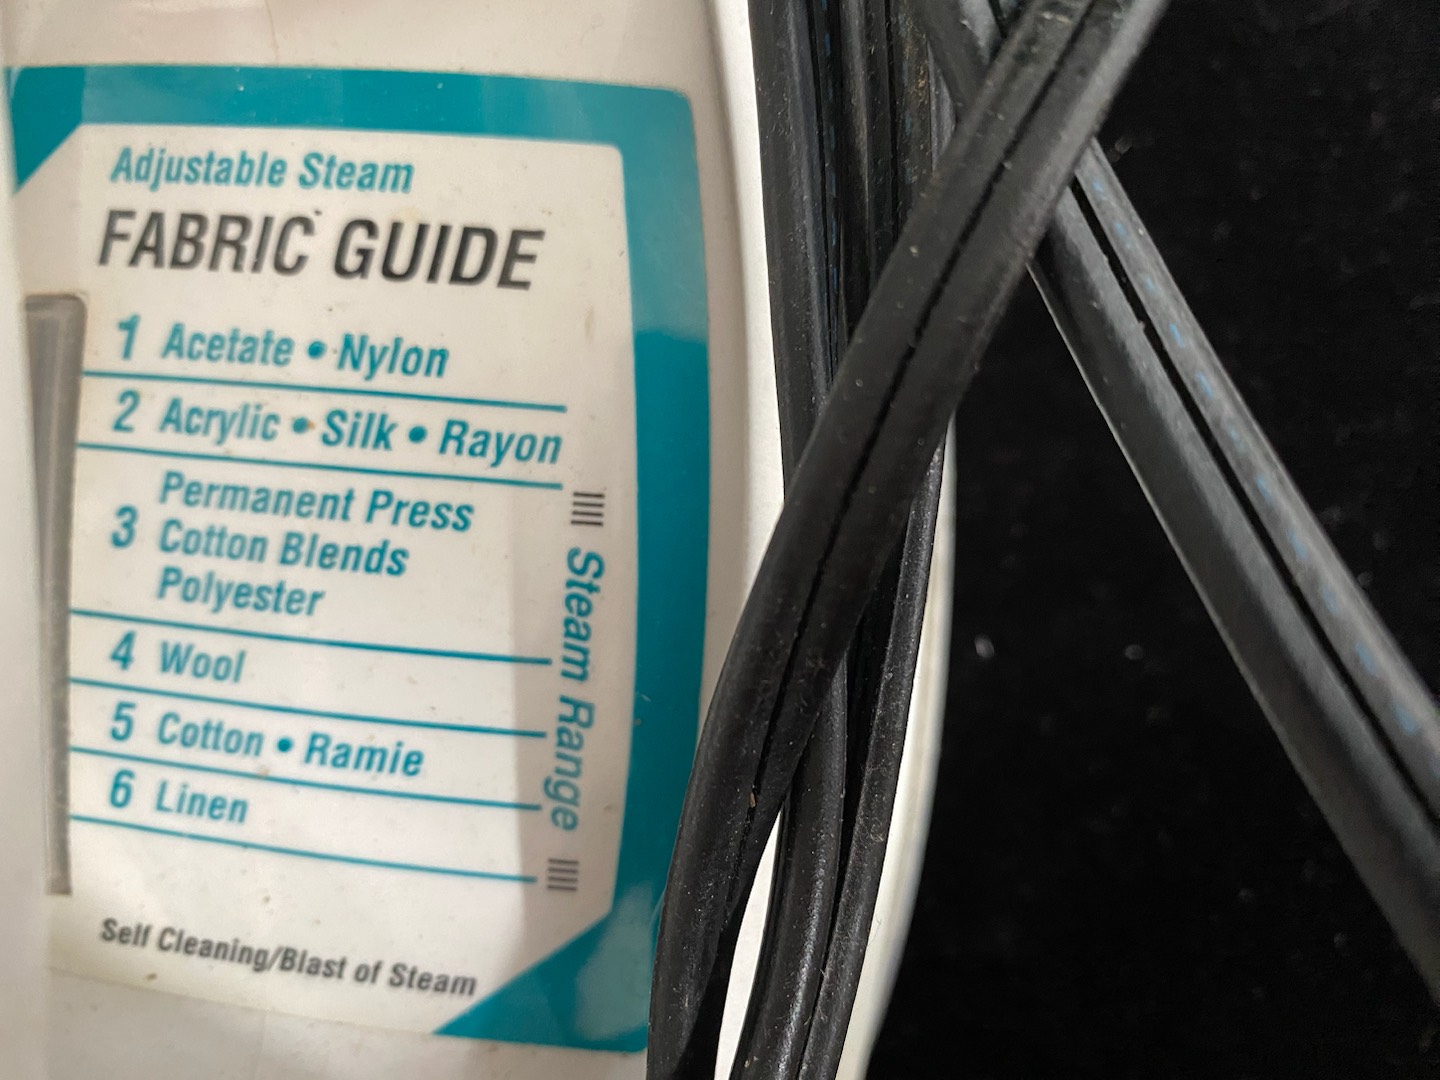 Adjustable Steam
FABRIC GUIDE
1 Acetate • Nylon
2 Acrylic • Silk • Rayon
Permanent Press
3 Cotton Blends
Polyester
4 Wool
5 Cotton • Ramie
6 Linen
Steam Range
Self Cleaning/Blast of Steam